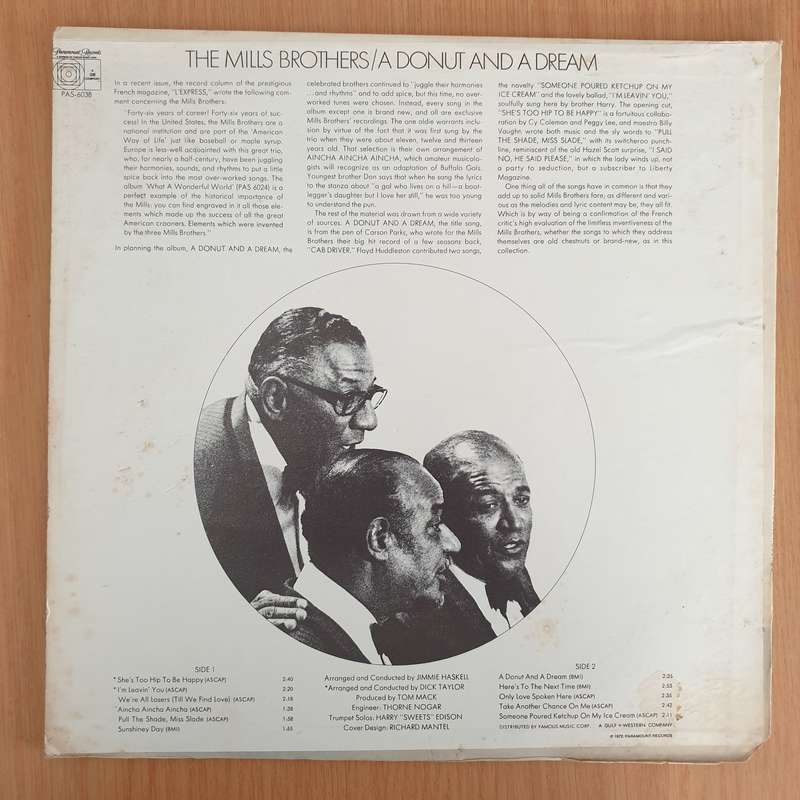 Paramount Records
PAS-6038
THE MILLS BROTHERS/A DONUT AND A DREAM
In a recent issue, the record column of the prestigious
French magazine, "L'EXPRESS," wrote the following com-
ment concerning the Mills Brothers:
"Forty-six years of career! Forty-six years of suc-
cess! In the United States, the Mills Brothers are a
national institution and are part of the 'American
Way of Life' just like baseball or maple syrup.
Europe is less-well acquainted with this great trio,
who, for nearly a half-century, have been juggling
their harmonies, sounds, and rhythms to put a little
spice back into the most over-worked songs. The
album 'What A Wonderful World' (PAS 6024) is a
perfect example of the historical importance of
the Mills: you can find engraved in it all those ele-
ments which made up the success of all the great
American crooners. Elements which were invented
by the three Mills Brothers."
In planning the album, A DONUT AND A DREAM, the
celebrated brothers continued to "juggle their harmonies
...and rhythms" and to add spice, but this time, no over-
worked tunes were chosen. Instead, every song in the
album except one is brand new, and all are exclusive
Mills Brothers' recordings. The one oldie warrants inclu-
sion by virtue of the fact that it was first sung by the
trio when they were about eleven, twelve and thirteen
years old. That selection is their own arrangement of
AINCHA AINCHA AINCHA, which amateur musicolo-
gists will recognize as an adaptation of Buffalo Gals.
Youngest brother Don says that when he sang the lyrics
to the stanza about "a gal who lives on a hill—a boot-
legger's daughter but I love her still," he was too young
to understand the pun.
The rest of the material was drawn from a wide variety
of sources. A DONUT AND A DREAM, the title song,
is from the pen of Carson Parks, who wrote for the Mills
Brothers their big hit record of a few seasons back,
"CAB DRIVER." Floyd Huddleston contributed two songs,
the novelty "SOMEONE POURED KETCHUP ON MY
ICE CREAM" and the lovely ballad, "I'M LEAVIN' YOU,"
soulfully sung here by brother Harry. The opening cut,
"SHE'S TOO HIP TO BE HAPPY" is a fortuitous collabo-
ration by Cy Coleman and Peggy Lee, and maestro Billy
Vaughn wrote both music and the sly words to "PULL
THE SHADE, MISS SLADE," with its switcheroo punch-
line, reminiscent of the old Hazel Scott surprise, "I SAID
NO, HE SAID PLEASE," in which the lady winds up, not
a party to seduction, but a subscriber to Liberty
Magazine.
One thing all of the songs have in common is that they
add up to solid Mills Brothers fare; as different and vari-
ous as the melodies and lyric content may be, they all fit.
Which is by way of being a confirmation of the French
critic's high evaluation of the limitless inventiveness of the
Mills Brothers, whether the songs to which they address
themselves are old chestnuts or brand-new, as in this
collection.
SIDE 1
*She's Too Hip To Be Happy (ASCAP) 2:40
*I'm Leavin' You (ASCAP) 2:20
We're All Losers (Till We Find Love) (ASCAP) 2:18
Aincha Aincha Aincha (ASCAP) 1:38
Pull The Shade, Miss Slade (ASCAP) 1:58
Sunshiney Day (BMI) 1:55
Arranged and Conducted by JIMMIE HASKELL
*Arranged and Conducted by DICK TAYLOR
Produced by TOM MACK
Engineer: THORNE NOGAR
Trumpet Solos: HARRY "SWEETS" EDISON
Cover Design: RICHARD MANTEL
SIDE 2
A Donut And A Dream (BMI) 2:25
Here's To The Next Time (BMI) 2:55
Only Love Spoken Here (ASCAP) 2:35
Take Another Chance On Me (ASCAP) 2:42
Someone Poured Ketchup On My Ice Cream (ASCAP) 2:11
DISTRIBUTED BY FAMOUS MUSIC CORP. A GULF + WESTERN COMPANY
© 1972, PARAMOUNT RECORDS